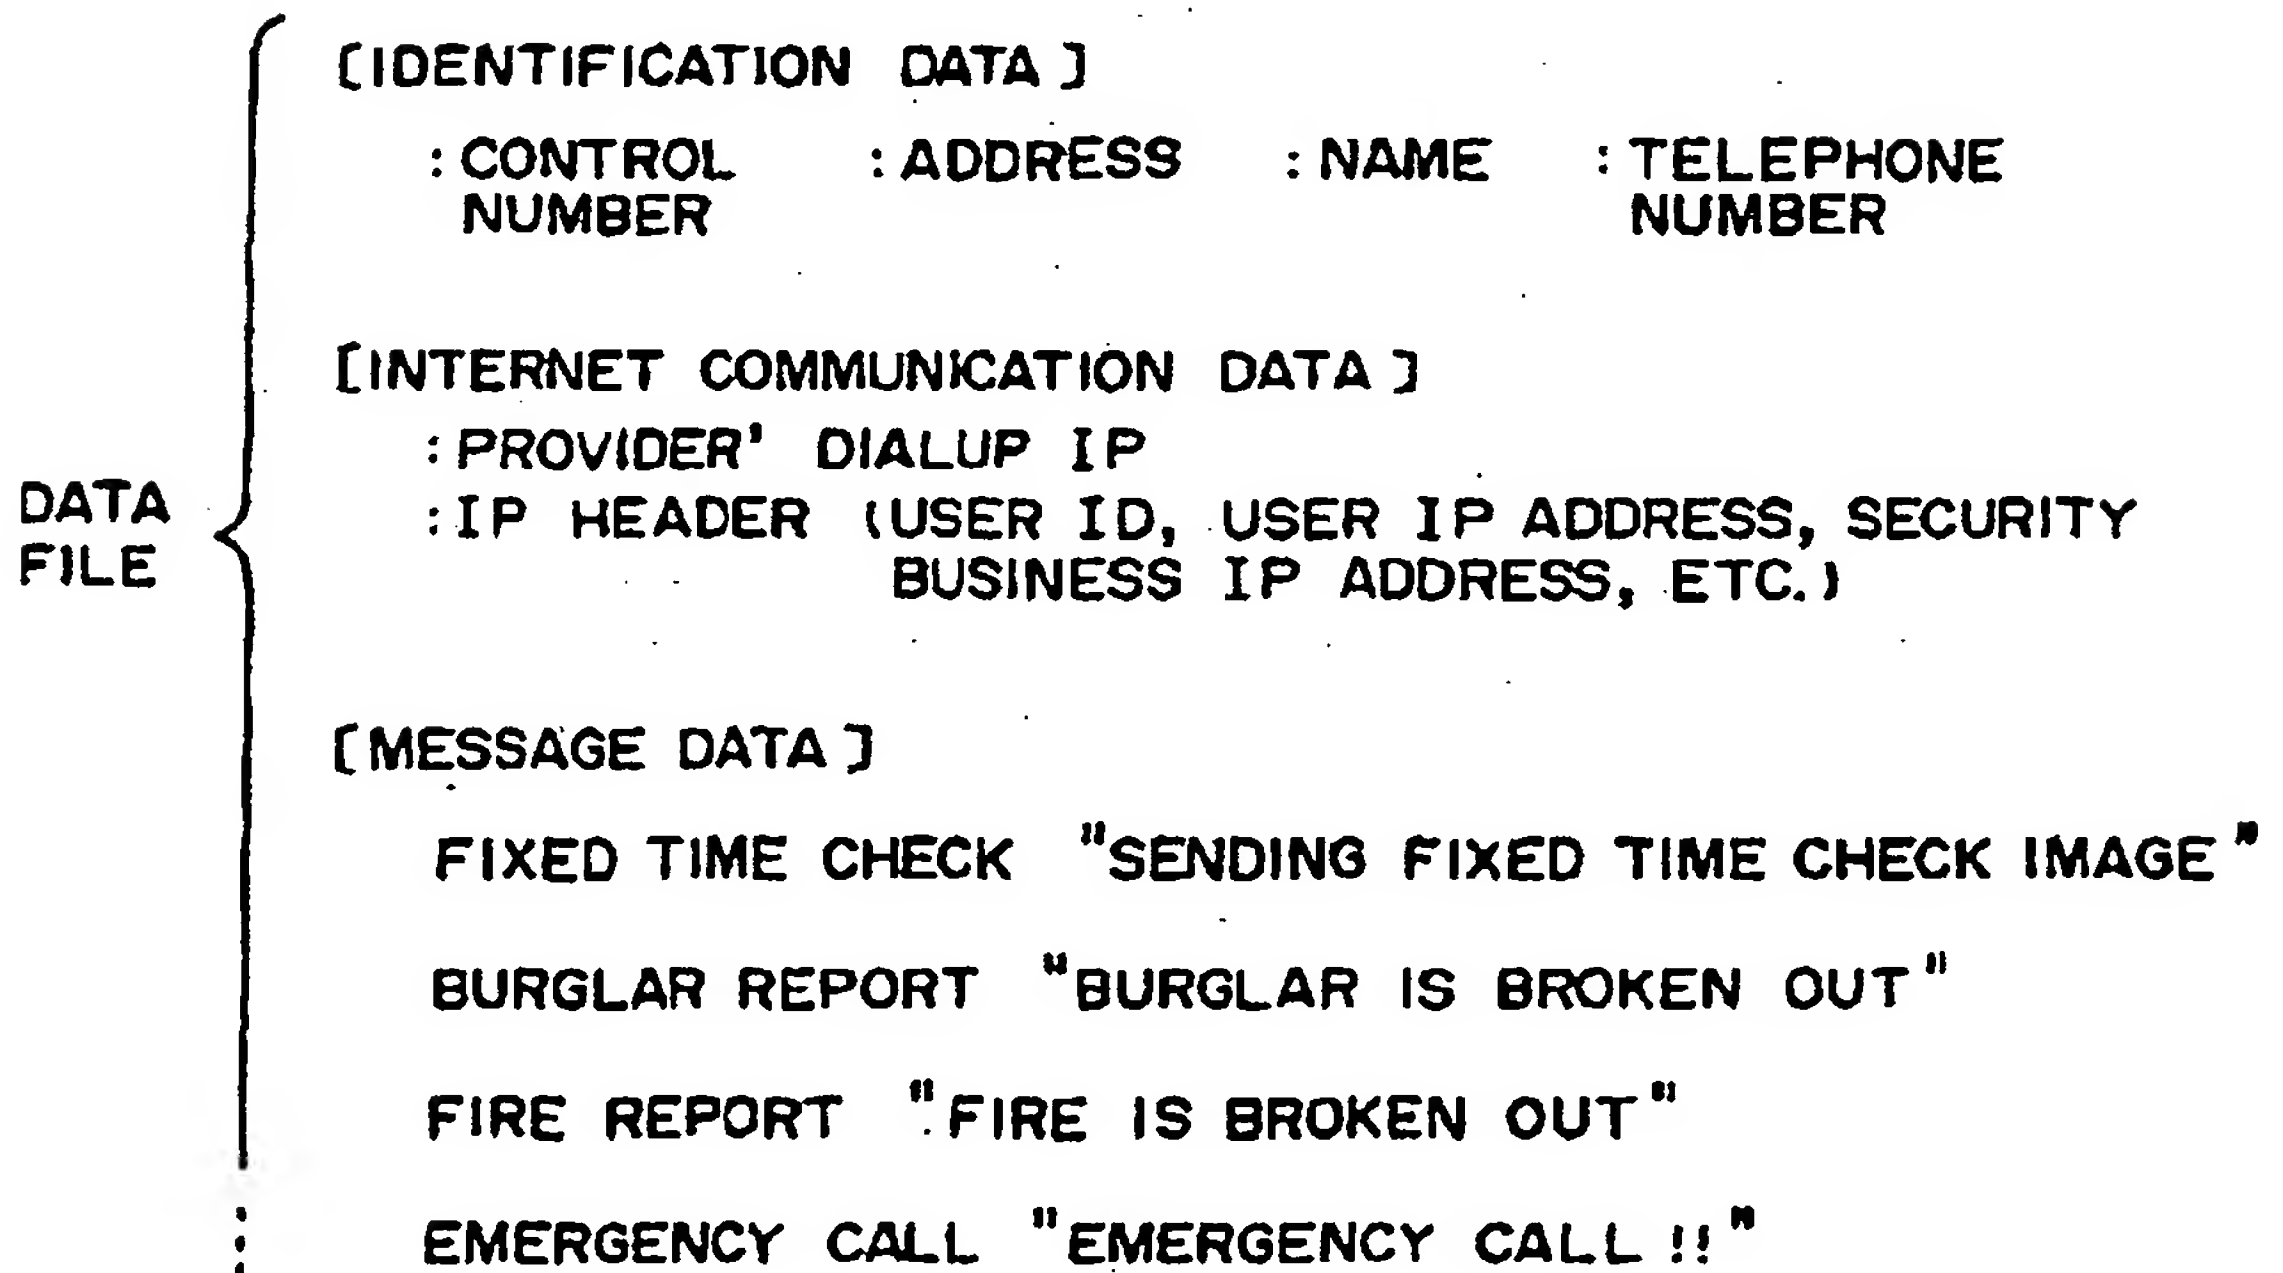 [IDENTIFICATION DATA]
:CONTROL NUMBER :ADDRESS :NAME :TELEPHONE NUMBER
[INTERNET COMMUNICATION DATA]
:PROVIDER' DIALUP IP
DATA FILE
:IP HEADER (USER ID, USER IP ADDRESS, SECURITY
BUSINESS IP ADDRESS, ETC.)
[MESSAGE DATA]
FIXED TIME CHECK "SENDING FIXED TIME CHECK IMAGE"
BURGLAR REPORT "BURGLAR IS BROKEN OUT"
FIRE REPORT "FIRE IS BROKEN OUT"
EMERGENCY CALL "EMERGENCY CALL !!"